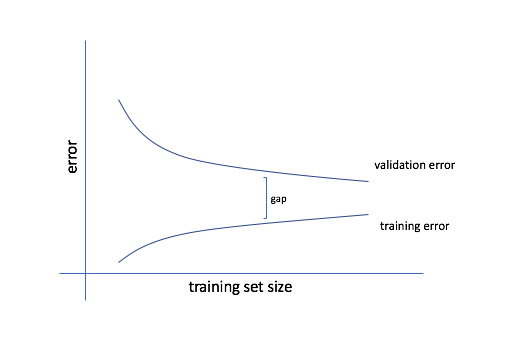 error
validation error
gap
training error
training set size